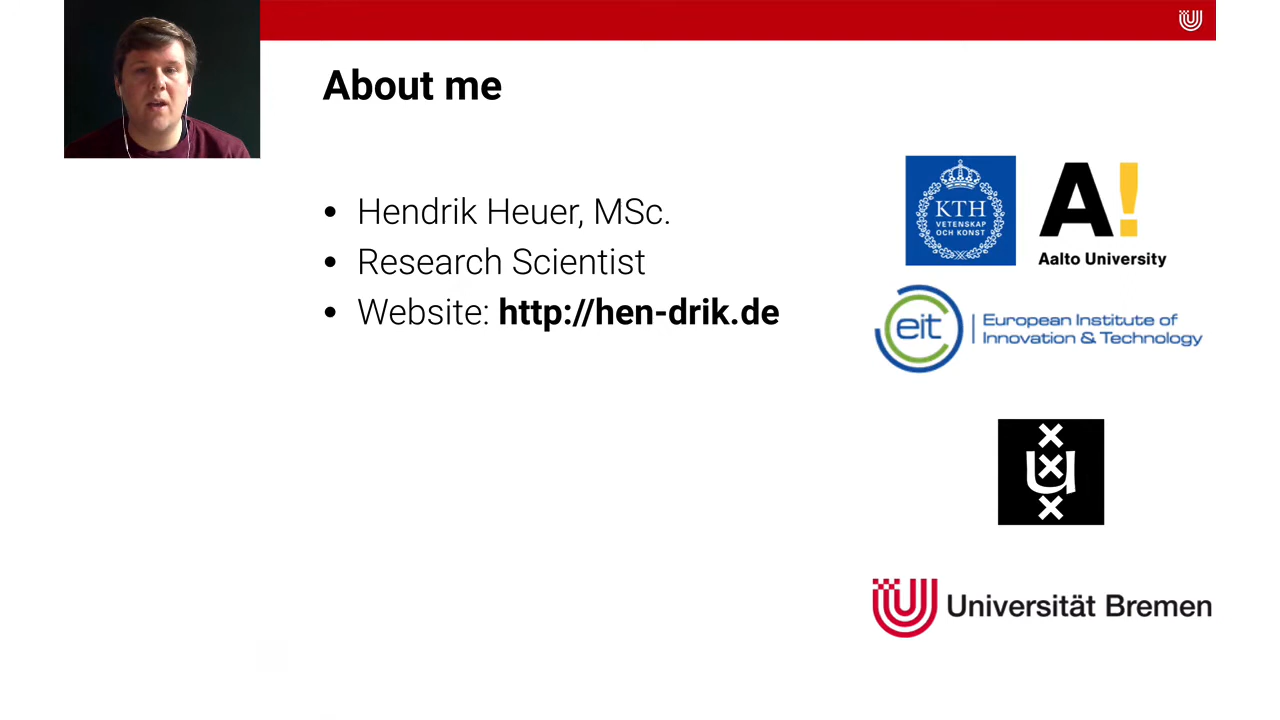 About me
Hendrik Heuer, MSc.
Research Scientist
Website: http://hen-drik.de
KTH
VETENSKAP
OCH KONST
A!
Aalto University
eit
European Institute of
Innovation & Technology
U
Universität Bremen